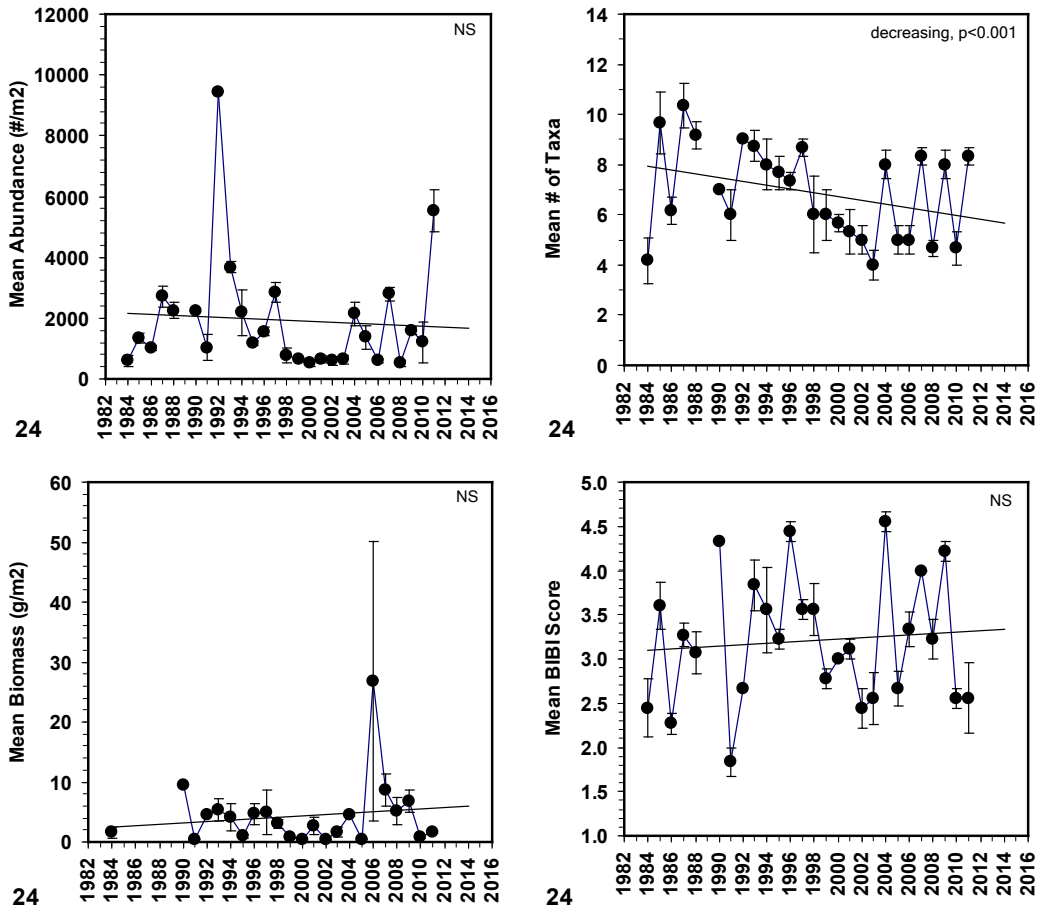 12000
10000
8000
6000
4000
2000
0
Mean Abundance (#/m2)
NS
1982 1984 1986 1988 1990 1992 1994 1996 1998 2000 2002 2004 2006 2008 2010 2012 2014 2016
24
14
12
10
8
6
4
2
0
Mean # of Taxa
decreasing, p<0.001
1982 1984 1986 1988 1990 1992 1994 1996 1998 2000 2002 2004 2006 2008 2010 2012 2014 2016
24
60
50
40
30
20
10
0
Mean Biomass (g/m2)
NS
1982 1984 1986 1988 1990 1992 1994 1996 1998 2000 2002 2004 2006 2008 2010 2012 2014 2016
24
5.0
4.5
4.0
3.5
3.0
2.5
2.0
1.5
1.0
Mean BIBI Score
NS
1982 1984 1986 1988 1990 1992 1994 1996 1998 2000 2002 2004 2006 2008 2010 2012 2014 2016
24